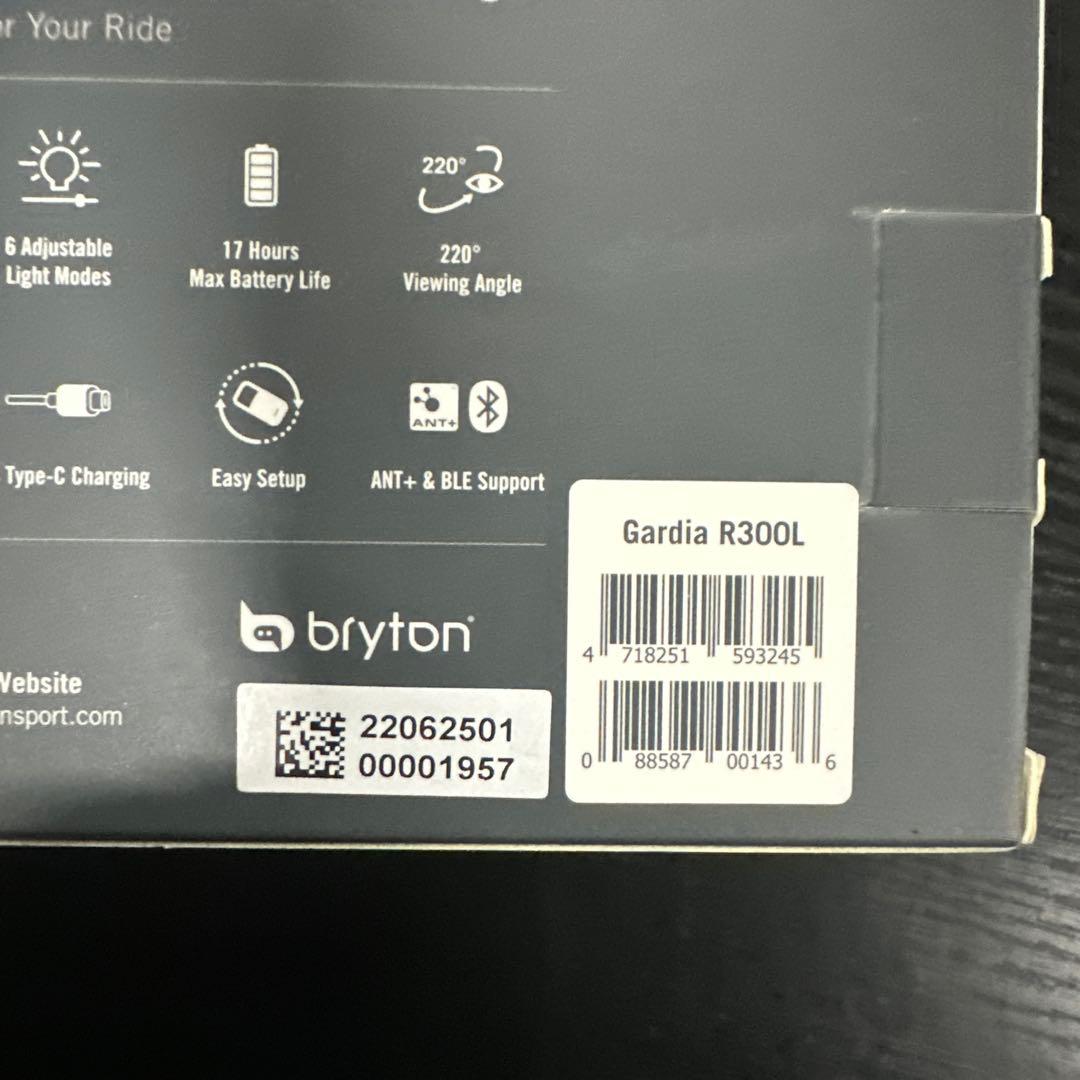 Your Ride
220°
6 Adjustable
Light Modes
17 Hours
Max Battery Life
220°
Viewing Angle
ANT+
Type-C Charging
Easy Setup
ANT+ & BLE Support
Gardia R300L
4 718251 593245
bryton
Website
nsport.com
22062501
00001957
0 88587 00143 6